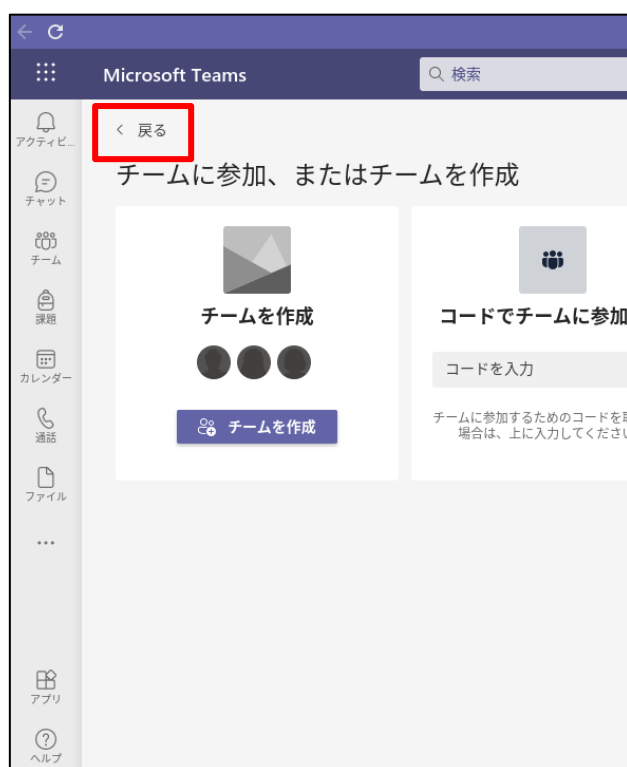 Microsoft Teams
検索
アクティビ...
チャット
チーム
課題
カレンダー
通話
ファイル
アプリ
ヘルプ
< 戻る
チームに参加、またはチームを作成
チームを作成
チームを作成
コードでチームに参加
コードを入力
チームに参加するためのコードを
場合は、上に入力してくださ